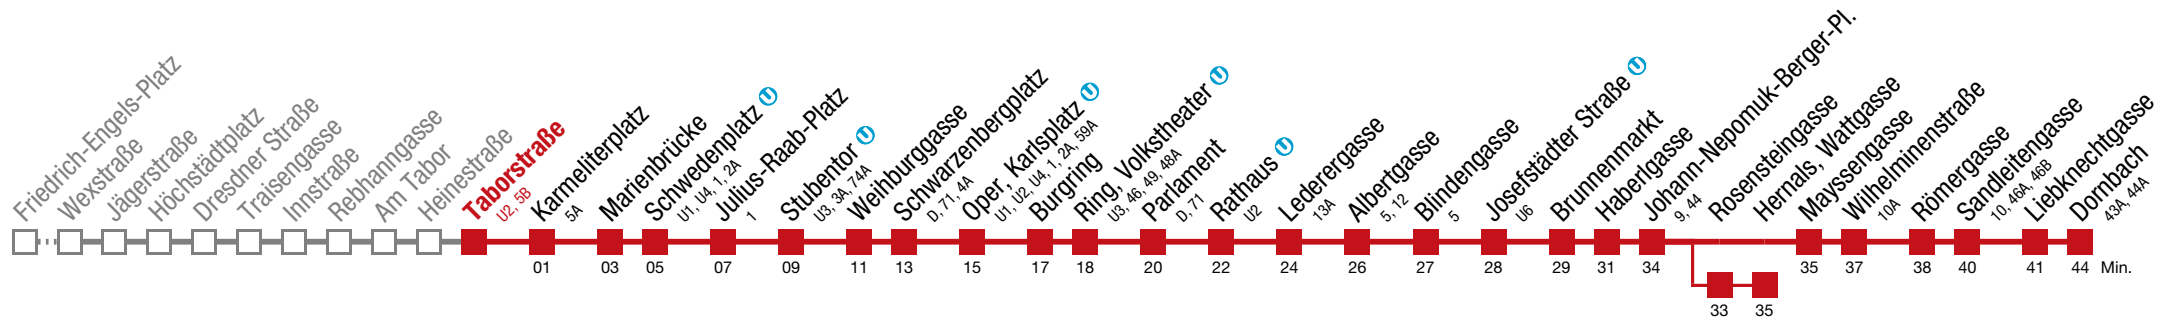 Friedrich-Engels-Platz
Wexstraße
Jägerstraße
Höchstädtplatz
Dresdner Straße
Traisengasse
Innstraße
Rebhanngasse
Am Tabor
Heinestraße
Taborstraße
U2, 5B
Karmeliterplatz
5A
Marienbrücke
Schwedenplatz U
U1, U4, 1, 2A
Julius-Raab-Platz
1
Stubentor U
U3, 3A, 74A
Weihburggasse
Schwarzenbergplatz
D, 71, 4A
Oper, Karlsplatz U
U1, U2, U4, 1, 2A, 59A
Burgring
Ring, Volkstheater U
U3, 46, 49, 48A
Parlament
D, 71
Rathaus U
U2
Lederergasse
13A
Albertgasse
5, 12
Blindengasse
5
Josefstädter Straße U
U6
Brunnenmarkt
Haberlgasse
Johann-Nepomuk-Berger-Pl.
9, 44
Rosensteingasse
Hernals, Wattgasse
Mayssengasse
Wilhelminenstraße
10A
Römergasse
Sandleitengasse
10, 46A, 46B
Liebknechtgasse
Dornbach
43A, 44A
01 03 05 07 09 11 13 15 17 18 20 22 24 26 27 28 29 31 34 35 37 38 40 41 44 Min.
33 35